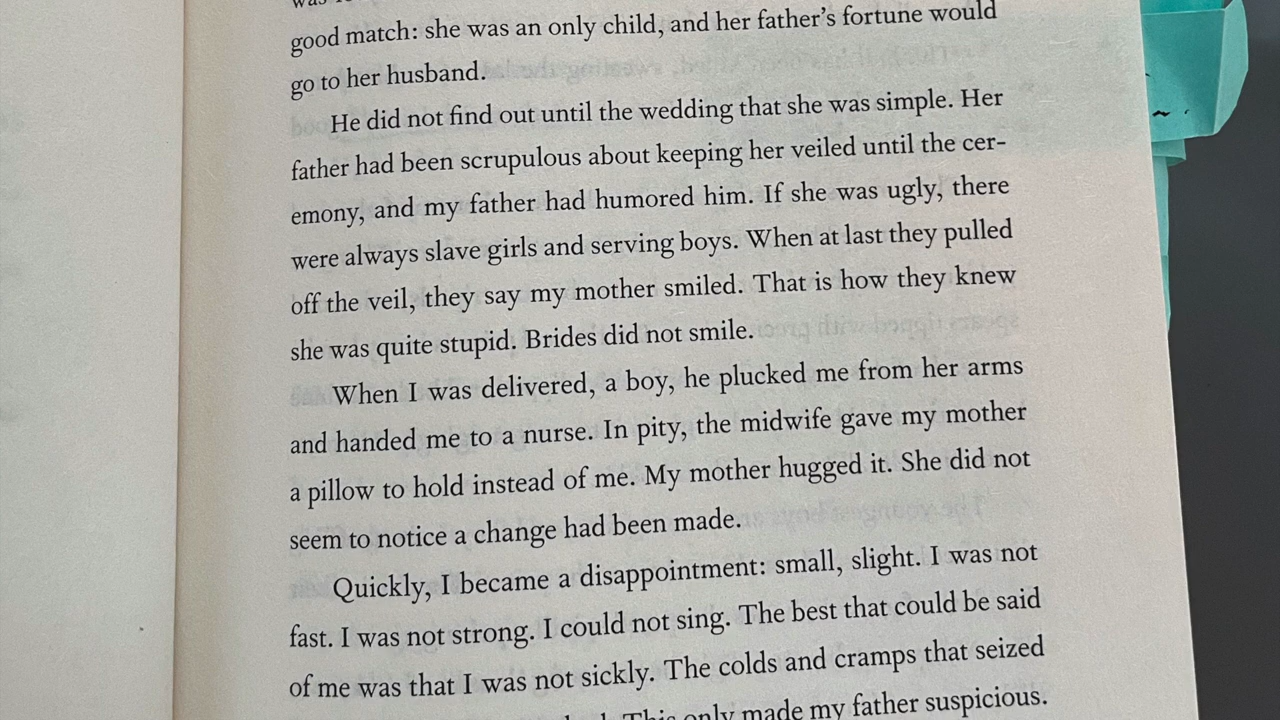 good match: she was an only child, and her father’s fortune would
go to her husband.
He did not find out until the wedding that she was simple. Her
father had been scrupulous about keeping her veiled until the cer-
emony, and my father had humored him. If she was ugly, there
were always slave girls and serving boys. When at last they pulled
off the veil, they say my mother smiled. That is how they knew
she was quite stupid. Brides did not smile.
When I was delivered, a boy, he plucked me from her arms
and handed me to a nurse. In pity, the midwife gave my mother
a pillow to hold instead of me. My mother hugged it. She did not
seem to notice a change had been made.
Quickly, I became a disappointment: small, slight. I was not
fast. I was not strong. I could not sing. The best that could be said
of me was that I was not sickly. The colds and cramps that seized
This only made my father suspicious.